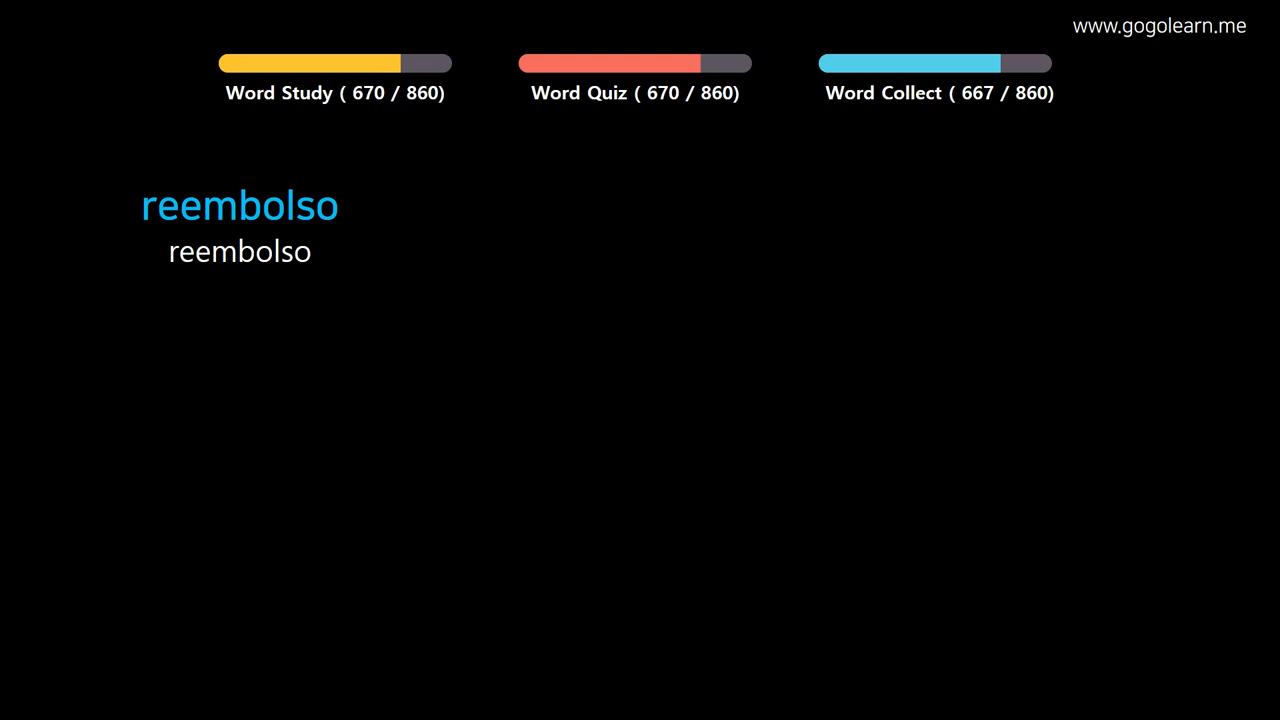 www.gogolearn.me
Word Study ( 670 / 860)
Word Quiz ( 670 / 860)
Word Collect ( 667 / 860)
reembolso
reembolso